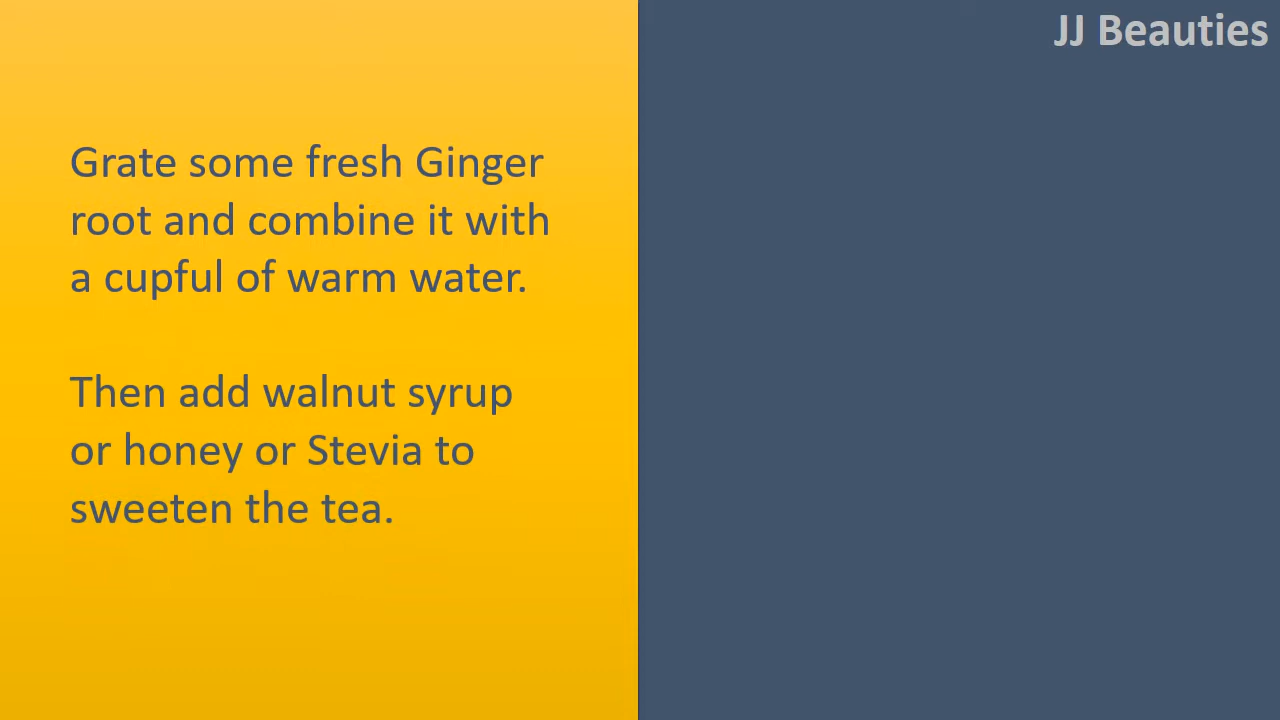 JJ Beauties
Grate some fresh Ginger
root and combine it with
a cupful of warm water.
Then add walnut syrup
or honey or Stevia to
sweeten the tea.